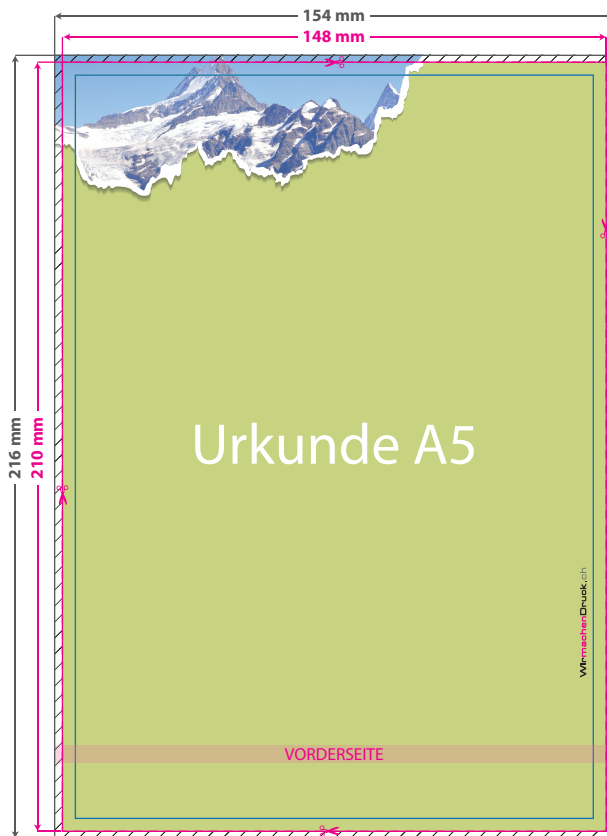 154 mm
148 mm
216 mm
210 mm
Urkunde A5
WIrmachenDruck.ch
VORDERSEITE